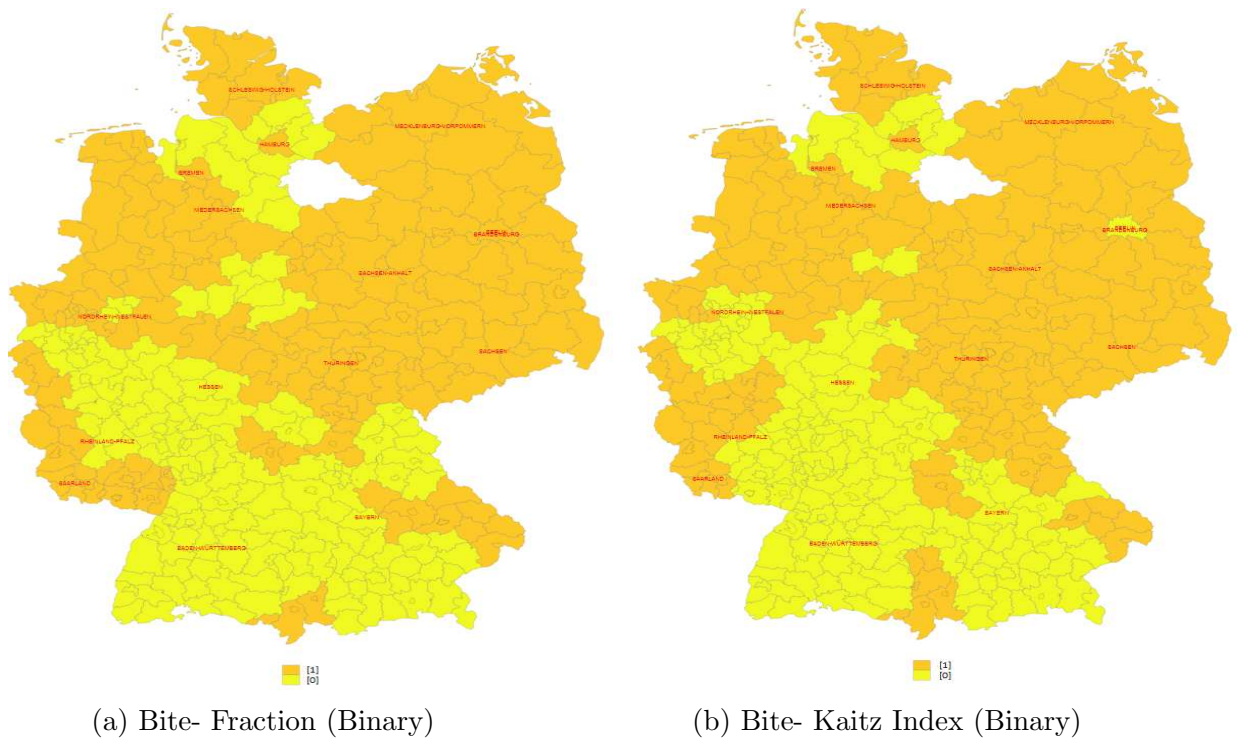 SCHLESWIG-HOLSTEIN
MECKLENBURG-VORPOMMERN
HAMBURG
BREMEN
NIEDERSACHSEN
BRANDENBURG
SACHSEN-ANHALT
NORDRHEIN-WESTFALEN
SACHSEN
THÜRINGEN
HESSEN
RHEINLAND-PFALZ
SAARLAND
BAYERN
BADEN-WÜRTTEMBERG
[1]
[0]
(a) Bite- Fraction (Binary)
SCHLESWIG-HOLSTEIN
MECKLENBURG-VORPOMMERN
HAMBURG
BREMEN
NIEDERSACHSEN
BERLIN
BRANDENBURG
SACHSEN-ANHALT
NORDRHEIN-WESTFALEN
SACHSEN
THÜRINGEN
HESSEN
RHEINLAND-PFALZ
SAARLAND
BAYERN
BADEN-WÜRTTEMBERG
[1]
[0]
(b) Bite- Kaitz Index (Binary)